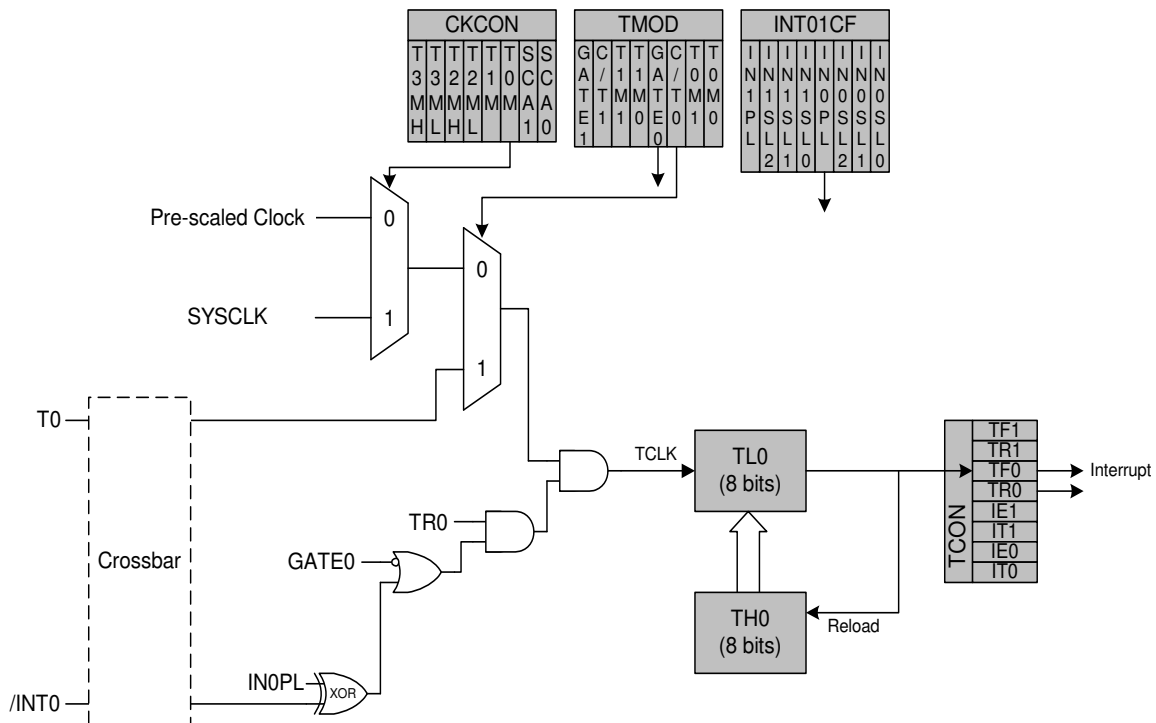 CKCON
T3MH T3ML T2MH T2ML T1M T0M SCA1 SCA0
TMOD
GATE1 C/T1 T1M1 T1M0 GATE0 C/T0 T0M1 T0M0
INT01CF
IN1PL IN1SL2 IN1SL1 IN1SL0 IN0PL IN0SL2 IN0SL1 IN0SL0
Pre-scaled Clock
0
SYSCLK
1
0
1
T0
Crossbar
/INT0
TR0
GATE0
IN0PL
XOR
TCLK
TL0
(8 bits)
TH0
(8 bits)
Reload
TCON
TF1
TR1
TF0
TR0
IE1
IT1
IE0
IT0
Interrupt